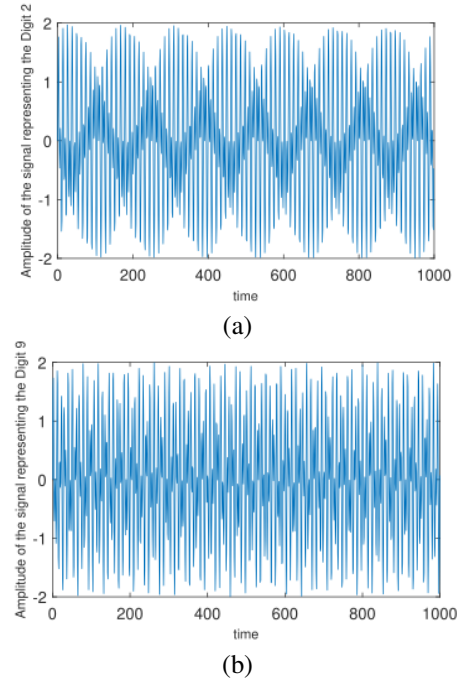 Amplitude of the signal representing the Digit 2
2
1
0
-1
-2
0 200 400 600 800 1000
time
(a)
Amplitude of the signal representing the Digit 9
2
1
0
-1
-2
0 200 400 600 800 1000
time
(b)